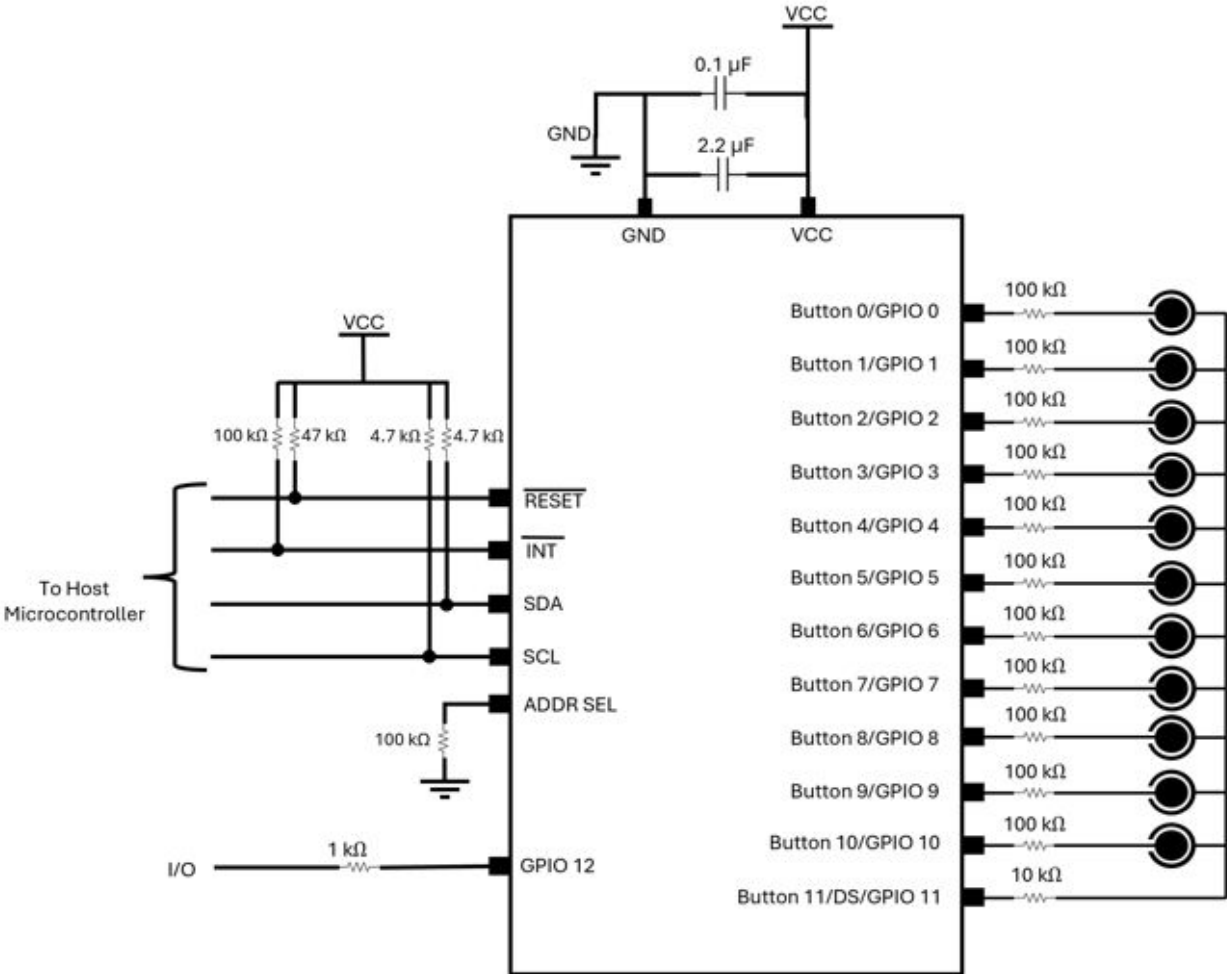 VCC
0.1 µF
GND
2.2 µF
GND
VCC
VCC
100 kΩ
47 kΩ
4.7 kΩ
4.7 kΩ
RESET
INT
SDA
SCL
To Host
Microcontroller
ADDR SEL
100 kΩ
I/O
1 kΩ
GPIO 12
Button 0/GPIO 0
100 kΩ
Button 1/GPIO 1
100 kΩ
Button 2/GPIO 2
100 kΩ
Button 3/GPIO 3
100 kΩ
Button 4/GPIO 4
100 kΩ
Button 5/GPIO 5
100 kΩ
Button 6/GPIO 6
100 kΩ
Button 7/GPIO 7
100 kΩ
Button 8/GPIO 8
100 kΩ
Button 9/GPIO 9
100 kΩ
Button 10/GPIO 10
100 kΩ
Button 11/DS/GPIO 11
10 kΩ